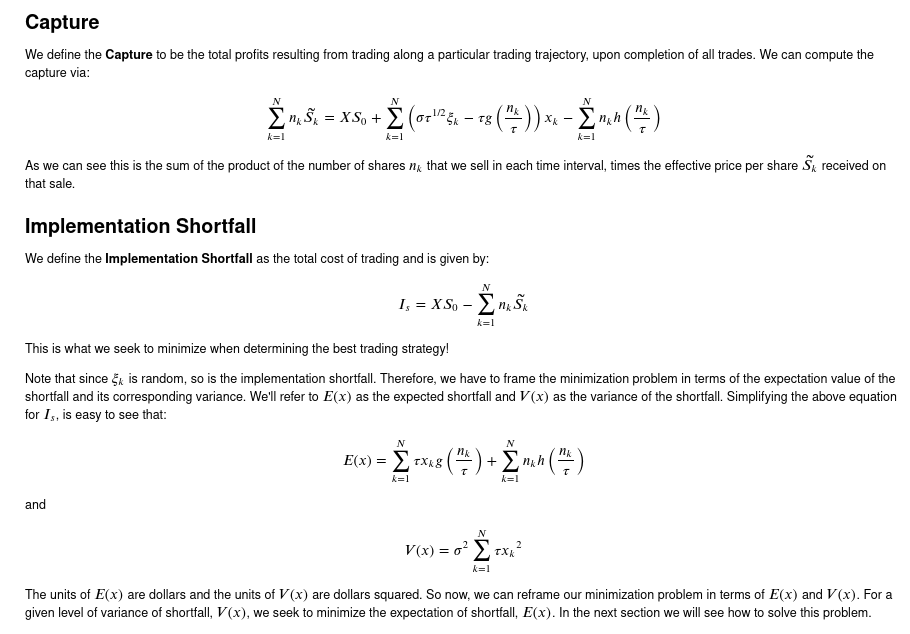 Capture
We define the Capture to be the total profits resulting from trading along a particular trading trajectory, upon completion of all trades. We can compute the
capture via:
$$\sum_{k=1}^{N} n_k \tilde{S}_k = X S_0 + \sum_{k=1}^{N} \left( \sigma \tau^{1/2} \xi_k - \tau g \left( \frac{n_k}{\tau} \right) \right) x_k - \sum_{k=1}^{N} n_k h \left( \frac{n_k}{\tau} \right)$$
As we can see this is the sum of the product of the number of shares $n_k$ that we sell in each time interval, times the effective price per share $\tilde{S}_k$ received on
that sale.
Implementation Shortfall
We define the Implementation Shortfall as the total cost of trading and is given by:
$$I_s = X S_0 - \sum_{k=1}^{N} n_k \tilde{S}_k$$
This is what we seek to minimize when determining the best trading strategy!
Note that since $\xi_k$ is random, so is the implementation shortfall. Therefore, we have to frame the minimization problem in terms of the expectation value of the
shortfall and its corresponding variance. We'll refer to $E(x)$ as the expected shortfall and $V(x)$ as the variance of the shortfall. Simplifying the above equation
for $I_s$, is easy to see that:
$$E(x) = \sum_{k=1}^{N} \tau x_k g \left( \frac{n_k}{\tau} \right) + \sum_{k=1}^{N} n_k h \left( \frac{n_k}{\tau} \right)$$
and
$$V(x) = \sigma^2 \sum_{k=1}^{N} \tau {x_k}^2$$
The units of $E(x)$ are dollars and the units of $V(x)$ are dollars squared. So now, we can reframe our minimization problem in terms of $E(x)$ and $V(x)$. For a
given level of variance of shortfall, $V(x)$, we seek to minimize the expectation of shortfall, $E(x)$. In the next section we will see how to solve this problem.